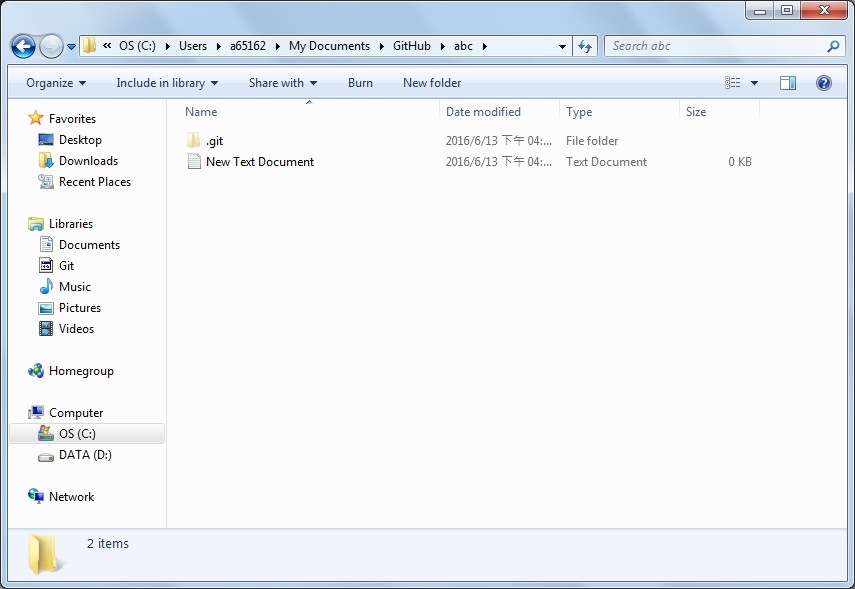 « OS (C:) Users a65162 My Documents GitHub abc Search abc
Organize Include in library Share with Burn New folder
Name Date modified Type Size
.git 2016/6/13 下午 04:... File folder
New Text Document 2016/6/13 下午 04:... Text Document 0 KB
Favorites
Desktop
Downloads
Recent Places
Libraries
Documents
Git
Music
Pictures
Videos
Homegroup
Computer
OS (C:)
DATA (D:)
Network
2 items